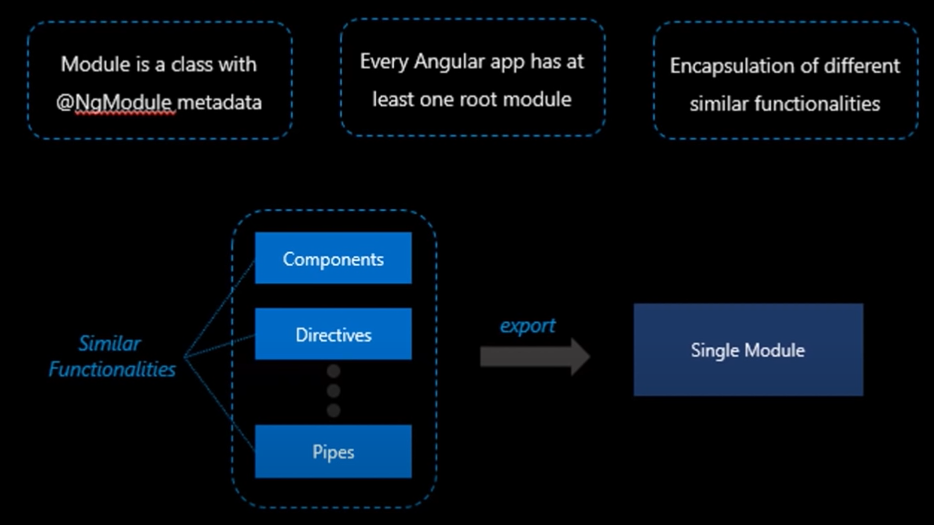 Module is a class with
@NgModule metadata
Every Angular app has at
least one root module
Encapsulation of different
similar functionalities
Similar
Functionalities
Components
Directives
Pipes
export
Single Module